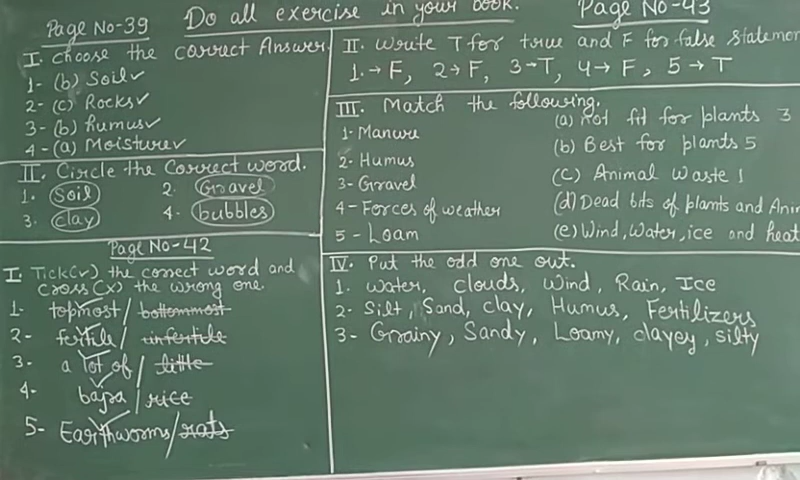 Do all exercise in your book.
Page No-39
I. Choose the correct Answer.
1- (b) Soil✓
2- (c) Rocks✓
3- (b) humus✓
4- (a) Moisture✓
II. Circle the Correct word.
1. Soil 2. Gravel
3. clay 4. bubbles
Page No-42
I. Tick(✓) the correct word and
cross(x) the wrong one.
1- topmost/bottommost
2- fertile/infertile
3- a lot of/little
4- bajra/rice
5- Earthworms/rats
Page No-43
II. Write T for true and F for false statemen
1.→F, 2→F, 3→T, 4→F, 5→T
III. Match the following.
1- Manure (a) Not fit for plants 3
2- Humus (b) Best for plants 5
3- Gravel (c) Animal Waste 1
4- Forces of weather (d) Dead bits of plants and Ani
5- Loam (e) Wind, Water, ice and heat
IV. Put the odd one out.
1. Water, Clouds, Wind, Rain, Ice
2- Silt, Sand, clay, Humus, Fertilizers
3- Grainy, Sandy, Loamy, clayey, silty